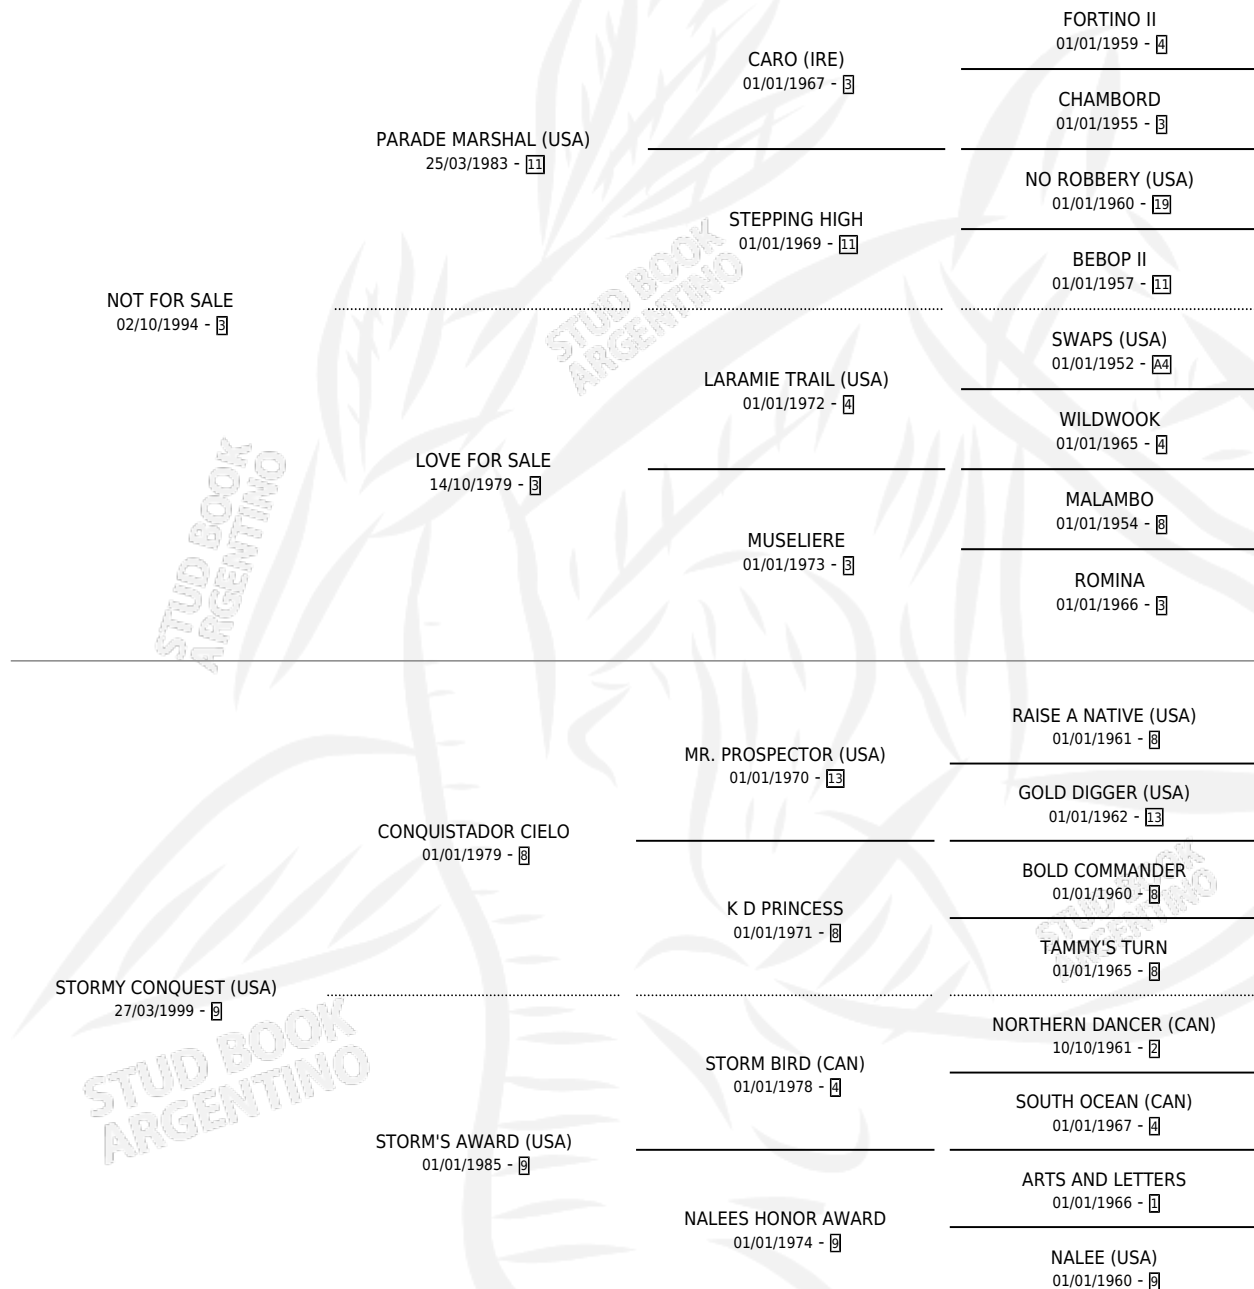 FORTINO II
01/01/1959 - 4
CARO (IRE)
01/01/1967 - 3
CHAMBORD
01/01/1955 - 3
PARADE MARSHAL (USA)
25/03/1983 - 11
NO ROBBERY (USA)
01/01/1960 - 19
STEPPING HIGH
01/01/1969 - 11
BEBOP II
01/01/1957 - 11
NOT FOR SALE
02/10/1994 - 3
SWAPS (USA)
01/01/1952 - A4
LARAMIE TRAIL (USA)
01/01/1972 - 4
WILDWOOK
01/01/1965 - 4
LOVE FOR SALE
14/10/1979 - 3
MALAMBO
01/01/1954 - 8
MUSELIERE
01/01/1973 - 3
ROMINA
01/01/1966 - 3
RAISE A NATIVE (USA)
01/01/1961 - 8
MR. PROSPECTOR (USA)
01/01/1970 - 13
GOLD DIGGER (USA)
01/01/1962 - 13
CONQUISTADOR CIELO
01/01/1979 - 8
BOLD COMMANDER
01/01/1960 - 8
K D PRINCESS
01/01/1971 - 8
TAMMY'S TURN
01/01/1965 - 8
STORMY CONQUEST (USA)
27/03/1999 - 9
NORTHERN DANCER (CAN)
10/10/1961 - 2
STORM BIRD (CAN)
01/01/1978 - 4
SOUTH OCEAN (CAN)
01/01/1967 - 4
STORM'S AWARD (USA)
01/01/1985 - 9
ARTS AND LETTERS
01/01/1966 - 1
NALEES HONOR AWARD
01/01/1974 - 9
NALEE (USA)
01/01/1960 - 9
STUD BOOK
ARGENTINO
STUD BOOK
ARGENTINO
STUD BOOK
ARGENTINO
STUD BOOK
ARGENTINO